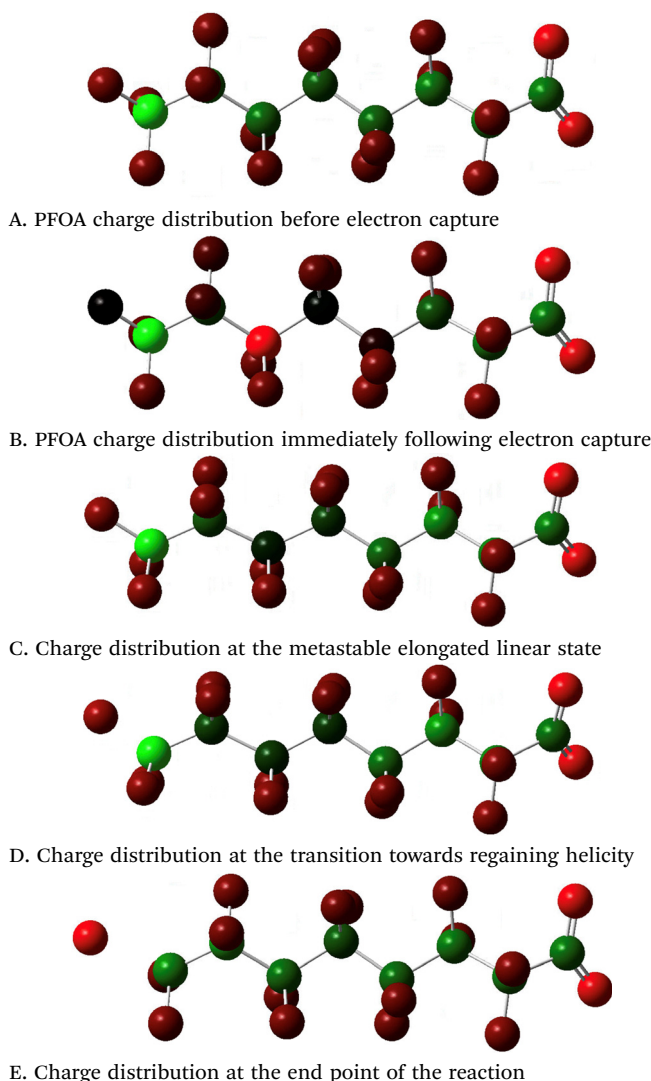 A. PFOA charge distribution before electron capture
B. PFOA charge distribution immediately following electron capture
C. Charge distribution at the metastable elongated linear state
D. Charge distribution at the transition towards regaining helicity
E. Charge distribution at the end point of the reaction